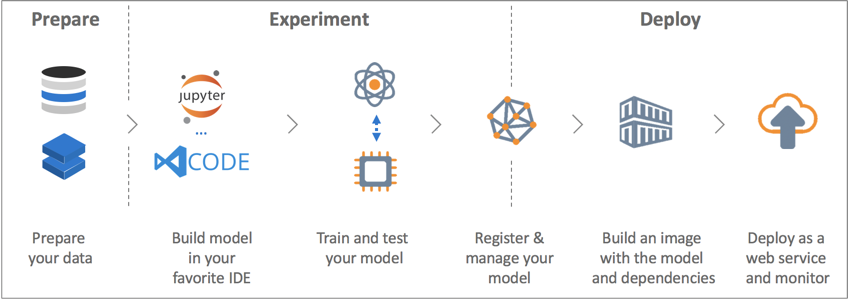 Prepare
Experiment
Deploy
jupyter
...
CODE
Prepare
your data
Build model
in your
favorite IDE
Train and test
your model
Register &
manage your
model
Build an image
with the model
and dependencies
Deploy as a
web service
and monitor